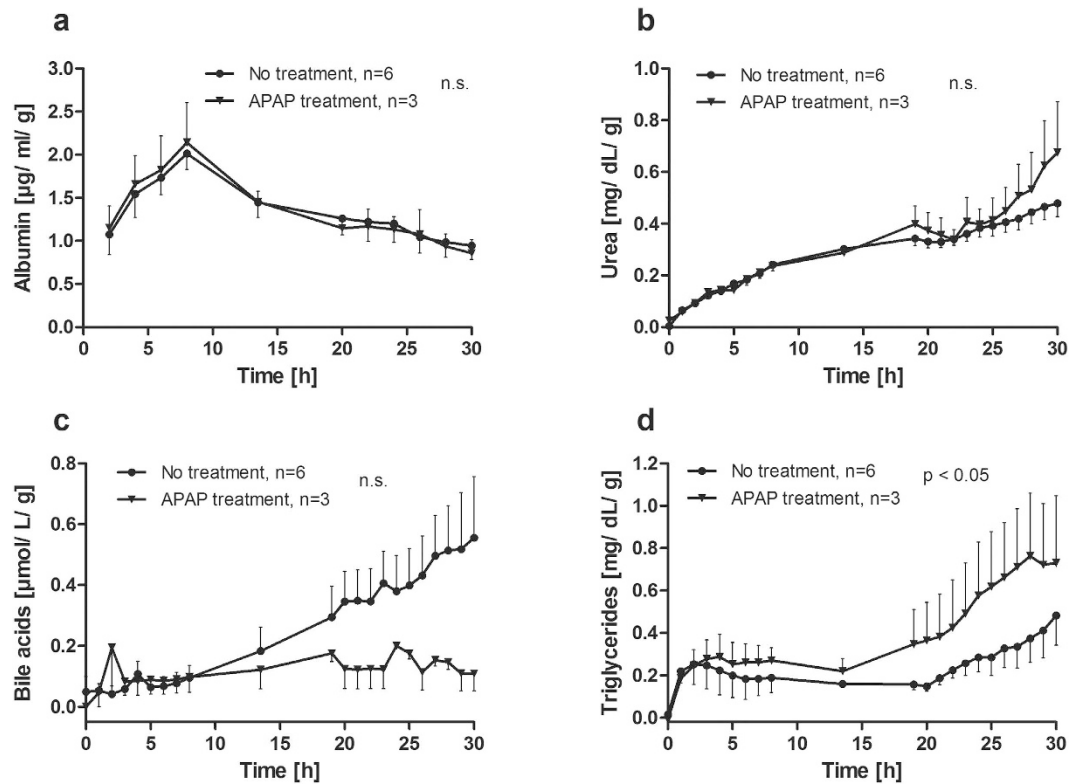 a
No treatment, n=6
APAP treatment, n=3
n.s.
Albumin [µg/ ml/ g]
3.0
2.5
2.0
1.5
1.0
0.5
0.0
0 5 10 15 20 25 30
Time [h]
b
No treatment, n=6
APAP treatment, n=3
n.s.
Urea [mg/ dL/ g]
1.0
0.8
0.6
0.4
0.2
0.0
0 5 10 15 20 25 30
Time [h]
c
No treatment, n=6
APAP treatment, n=3
n.s.
Bile acids [µmol/ L/ g]
0.8
0.6
0.4
0.2
0.0
0 5 10 15 20 25 30
Time [h]
d
No treatment, n=6
APAP treatment, n=3
p < 0.05
Triglycerides [mg/ dL/ g]
1.2
1.0
0.8
0.6
0.4
0.2
0.0
0 5 10 15 20 25 30
Time [h]